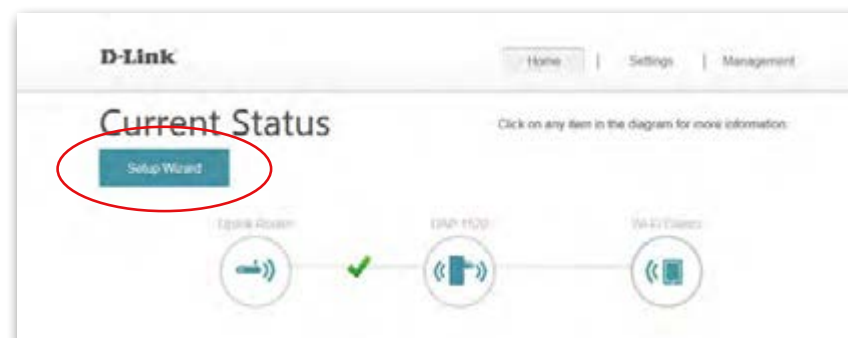 D-Link
Home | Settings | Management
Current Status
Click on any item in the diagram for more information.
Setup Wizard
Uplink Router
DAP-1520
Wi-Fi Clients